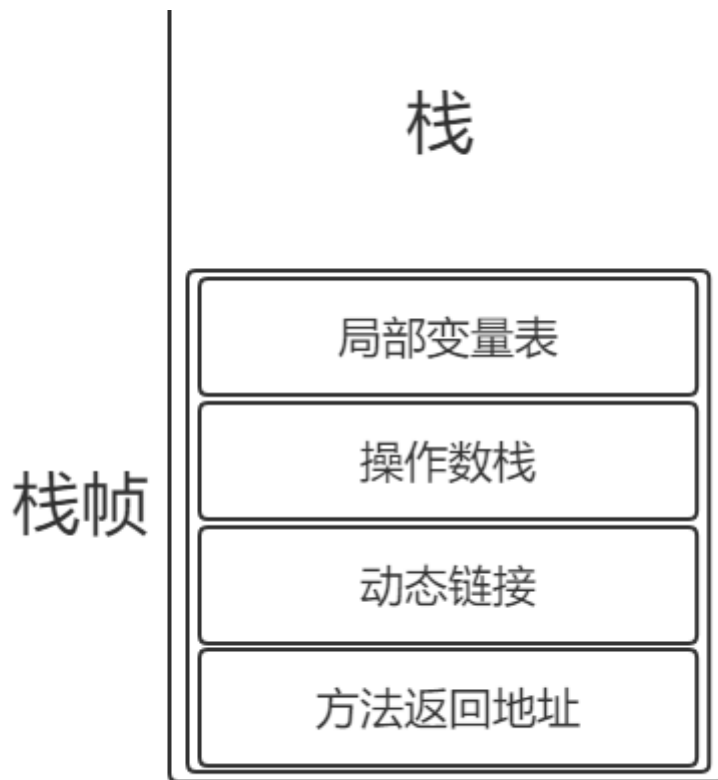 栈
局部变量表
操作数栈
栈帧
动态链接
方法返回地址